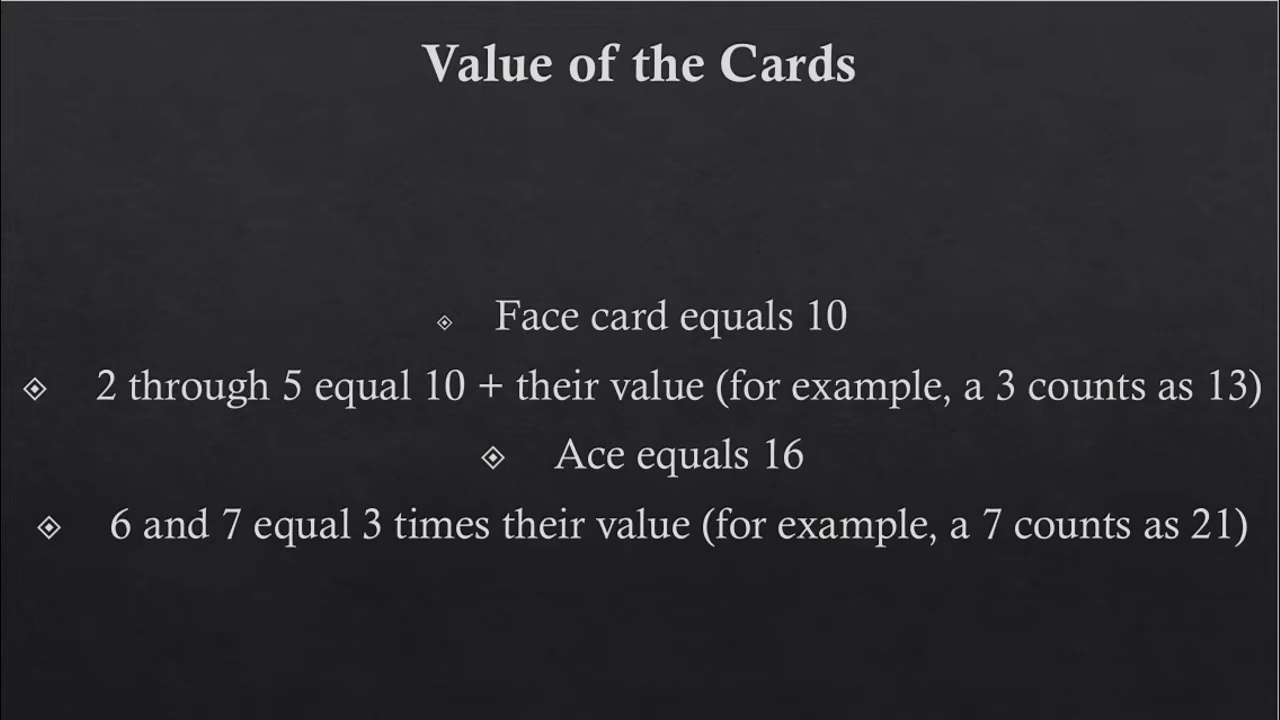 Value of the Cards
Face card equals 10
2 through 5 equal 10 + their value (for example, a 3 counts as 13)
Ace equals 16
6 and 7 equal 3 times their value (for example, a 7 counts as 21)